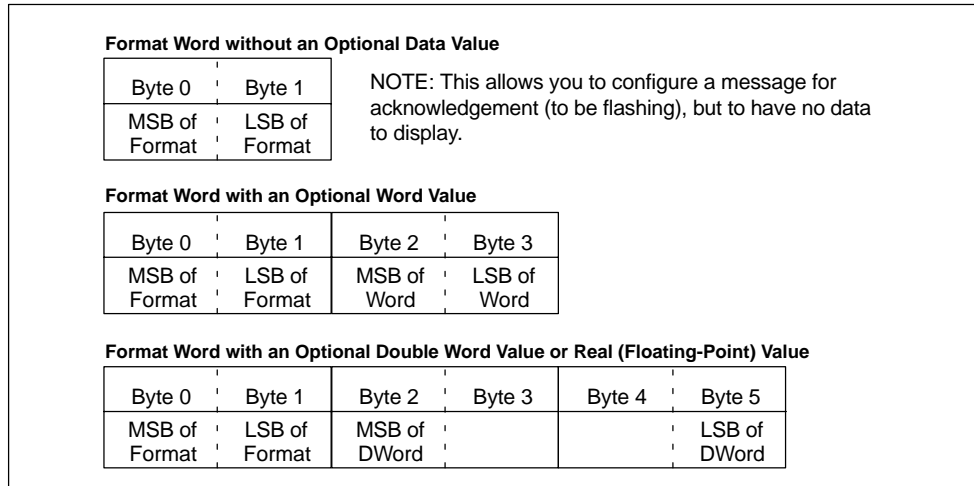 Format Word without an Optional Data Value
Byte 0 Byte 1
MSB of LSB of
Format Format
NOTE: This allows you to configure a message for
acknowledgement (to be flashing), but to have no data
to display.
Format Word with an Optional Word Value
Byte 0 Byte 1 Byte 2 Byte 3
MSB of LSB of MSB of LSB of
Format Format Word Word
Format Word with an Optional Double Word Value or Real (Floating-Point) Value
Byte 0 Byte 1 Byte 2 Byte 3 Byte 4 Byte 5
MSB of LSB of MSB of LSB of
Format Format DWord DWord